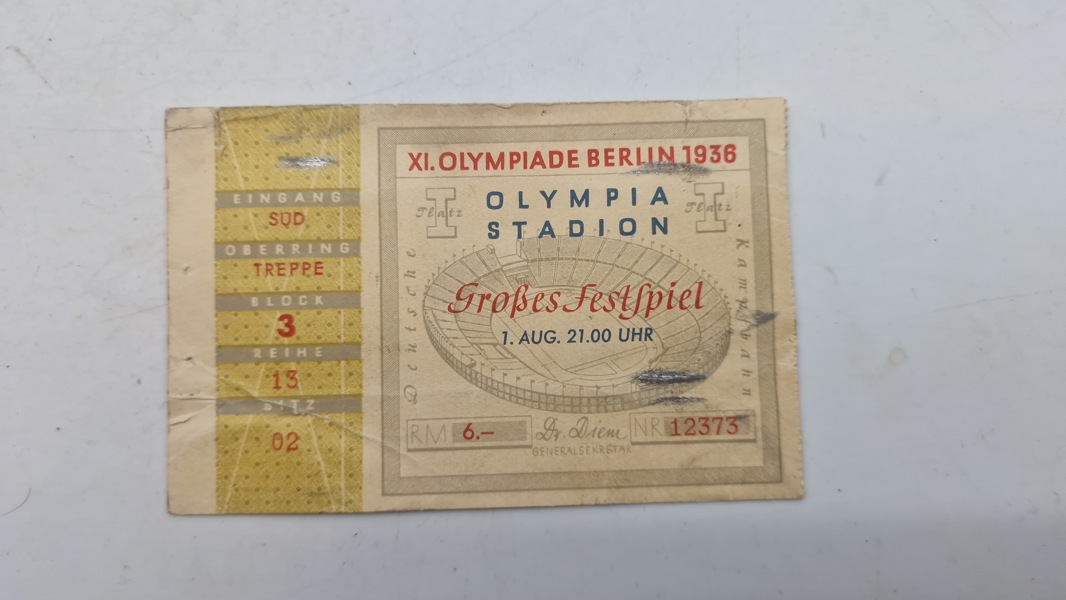 EINGANG
SÜD
OBERRING
TREPPE
BLOCK
3
REIHE
13
SITZ
02
XI. OLYMPIADE BERLIN 1936
I
Platz
OLYMPIA
STADION
I
Platz
Deutsche
Kampfbahn
Großes Festſpiel
1. AUG. 21.00 UHR
RM 6.–
Dr. Diem
GENERALSEKRETÄR
NR 12373